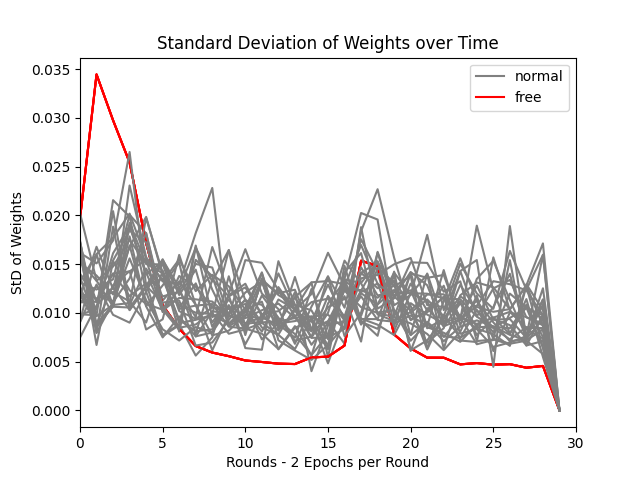 Standard Deviation of Weights over Time
StD of Weights
0.035
0.030
0.025
0.020
0.015
0.010
0.005
0.000
normal
free
0 5 10 15 20 25 30
Rounds - 2 Epochs per Round